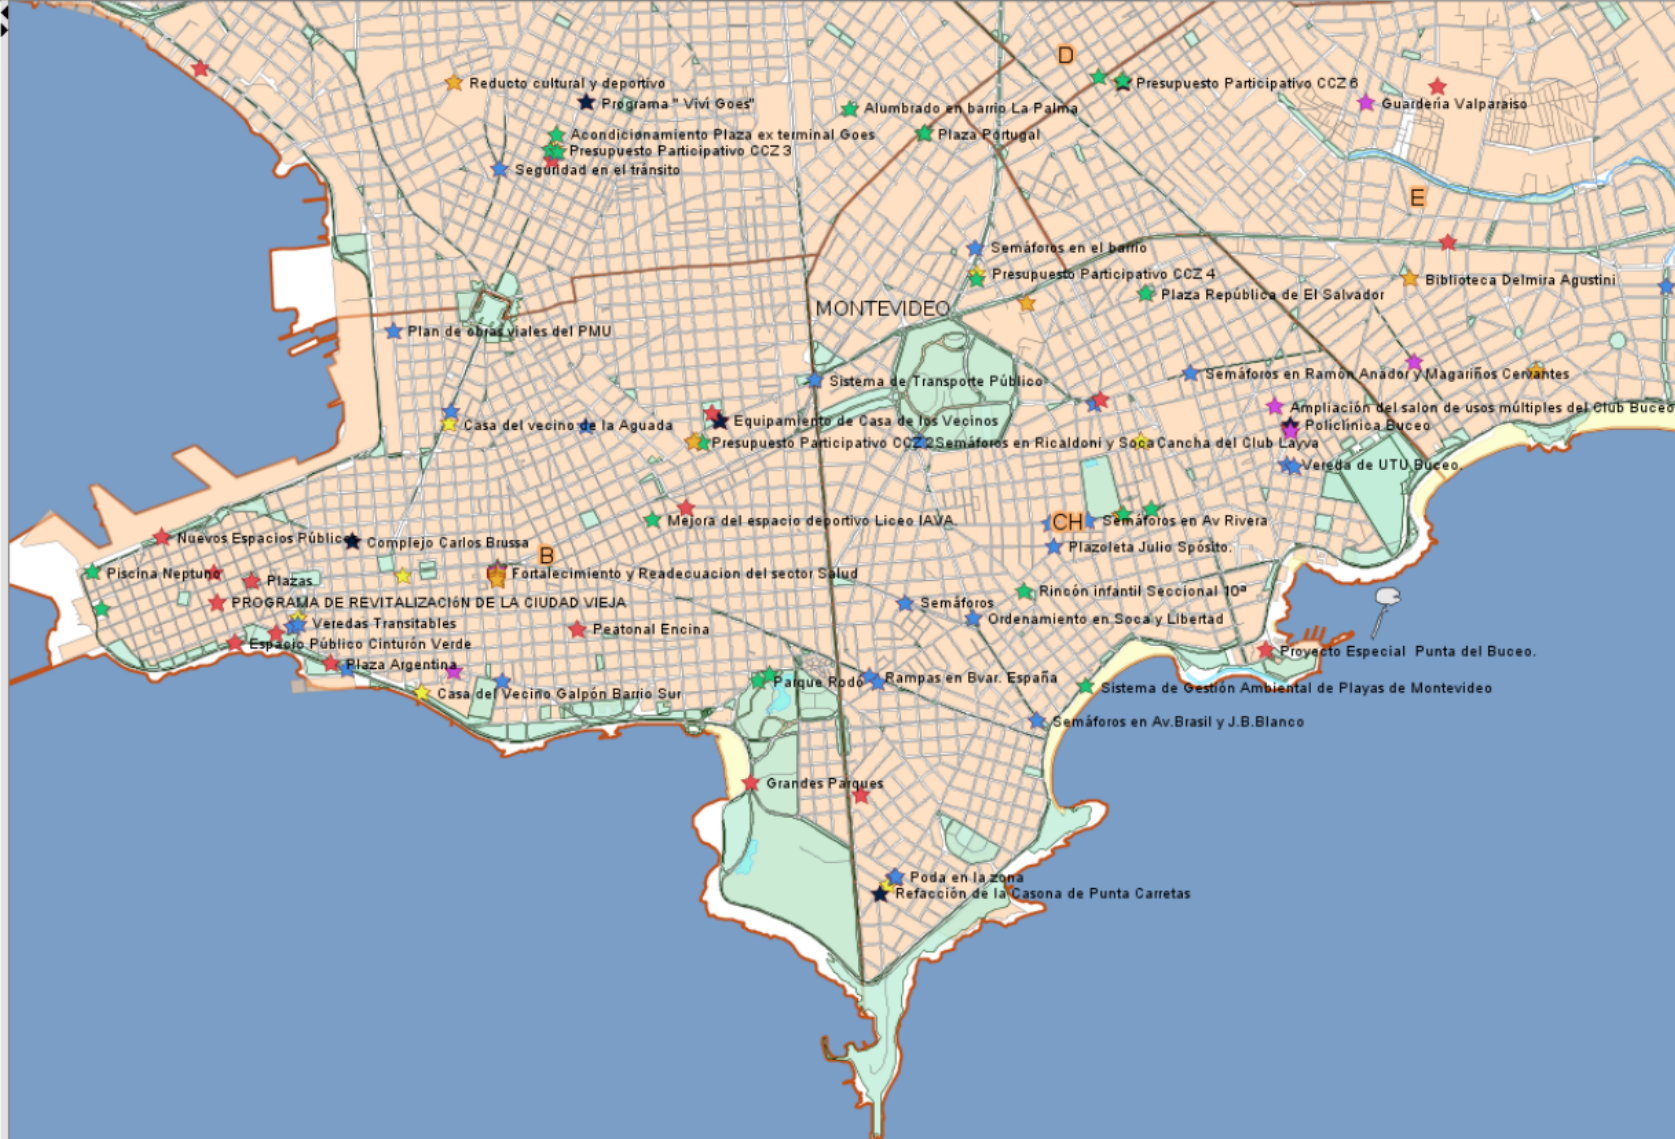 D
Reducto cultural y deportivo
Presupuesto Participativo CCZ 6
Programa " Vivi Goes"
Guardería Valparaiso
Alumbrado en barrio La Palma
Acondicionamiento Plaza ex terminal Goes
Plaza Portugal
Presupuesto Participativo CCZ 3
Seguridad en el tránsito
E
Semáforos en el barrio
Presupuesto Participativo CCZ 4
Biblioteca Delmira Agustini
Plaza República de El Salvador
MONTEVIDEO
Plan de obras viales del PMU
Semáforos en Ramón Anador y Magariños Cervantes
Sistema de Transporte Público
Ampliación del salon de usos múltiples del Club Buceo
Equipamiento de Casa de los Vecinos
Casa del vecino de la Aguada
Policlínica Buceo
Presupuesto Participativo CCZ 2
Semáforos en Ricaldoni y Soca
Cancha del Club Layva
Vereda de UTU Buceo.
Mejora del espacio deportivo Liceo IAVA.
CH
Semáforos en Av Rivera
Nuevos Espacios Públicos
Complejo Carlos Brussa
Plazoleta Julio Spósito.
B
Piscina Neptuno
Fortalecimiento y Readecuacion del sector Salud
Plazas
Rincón infantil Seccional 10ª
PROGRAMA DE REVITALIZACIóN DE LA CIUDAD VIEJA
Semáforos
Veredas Transitables
Ordenamiento en Soca y Libertad
Peatonal Encina
Espacio Público Cinturón Verde
Proyecto Especial Punta del Buceo.
Plaza Argentina
Parque Rodó
Rampas en Bvar. España
Sistema de Gestión Ambiental de Playas de Montevideo
Casa del Vecino Galpón Barrio Sur
Semáforos en Av.Brasil y J.B.Blanco
Grandes Parques
Poda en la zona
Refacción de la Casona de Punta Carretas